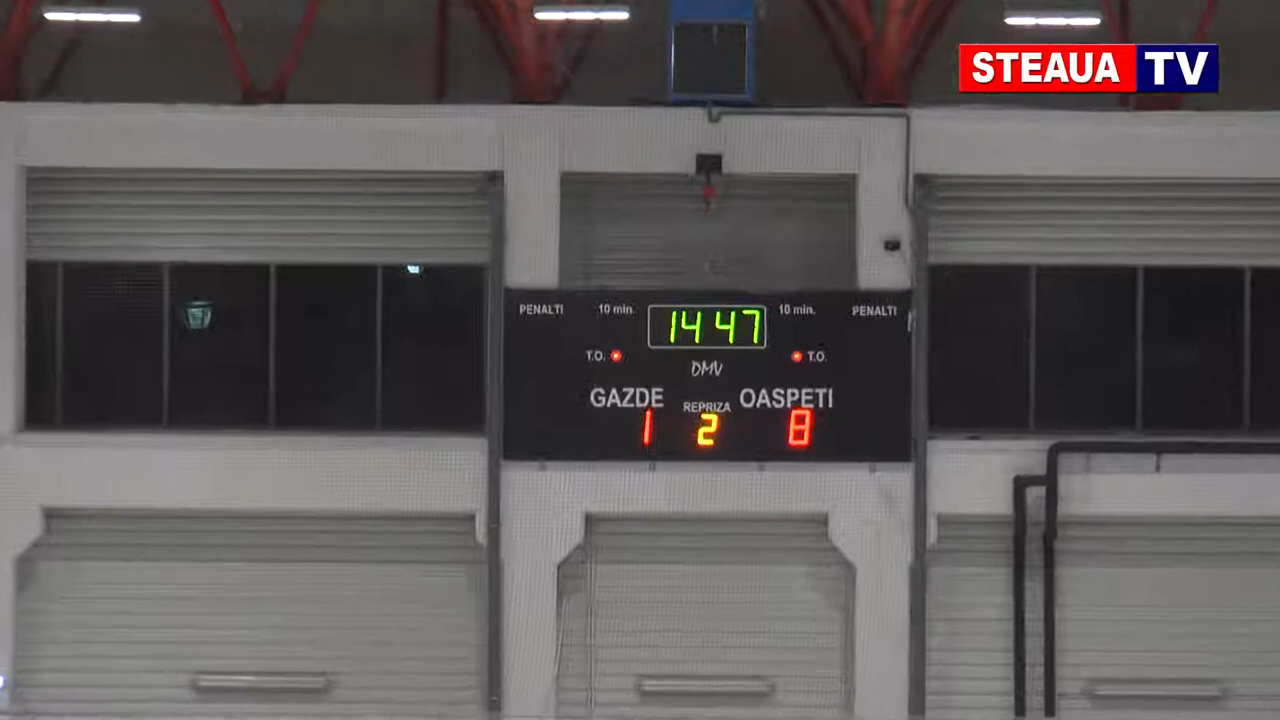 STEAUA TV
PENALTI 10 min. 14 47 10 min. PENALTI
T.O. T.O.
DMV
GAZDE REPRIZA OASPETI
1 2 8